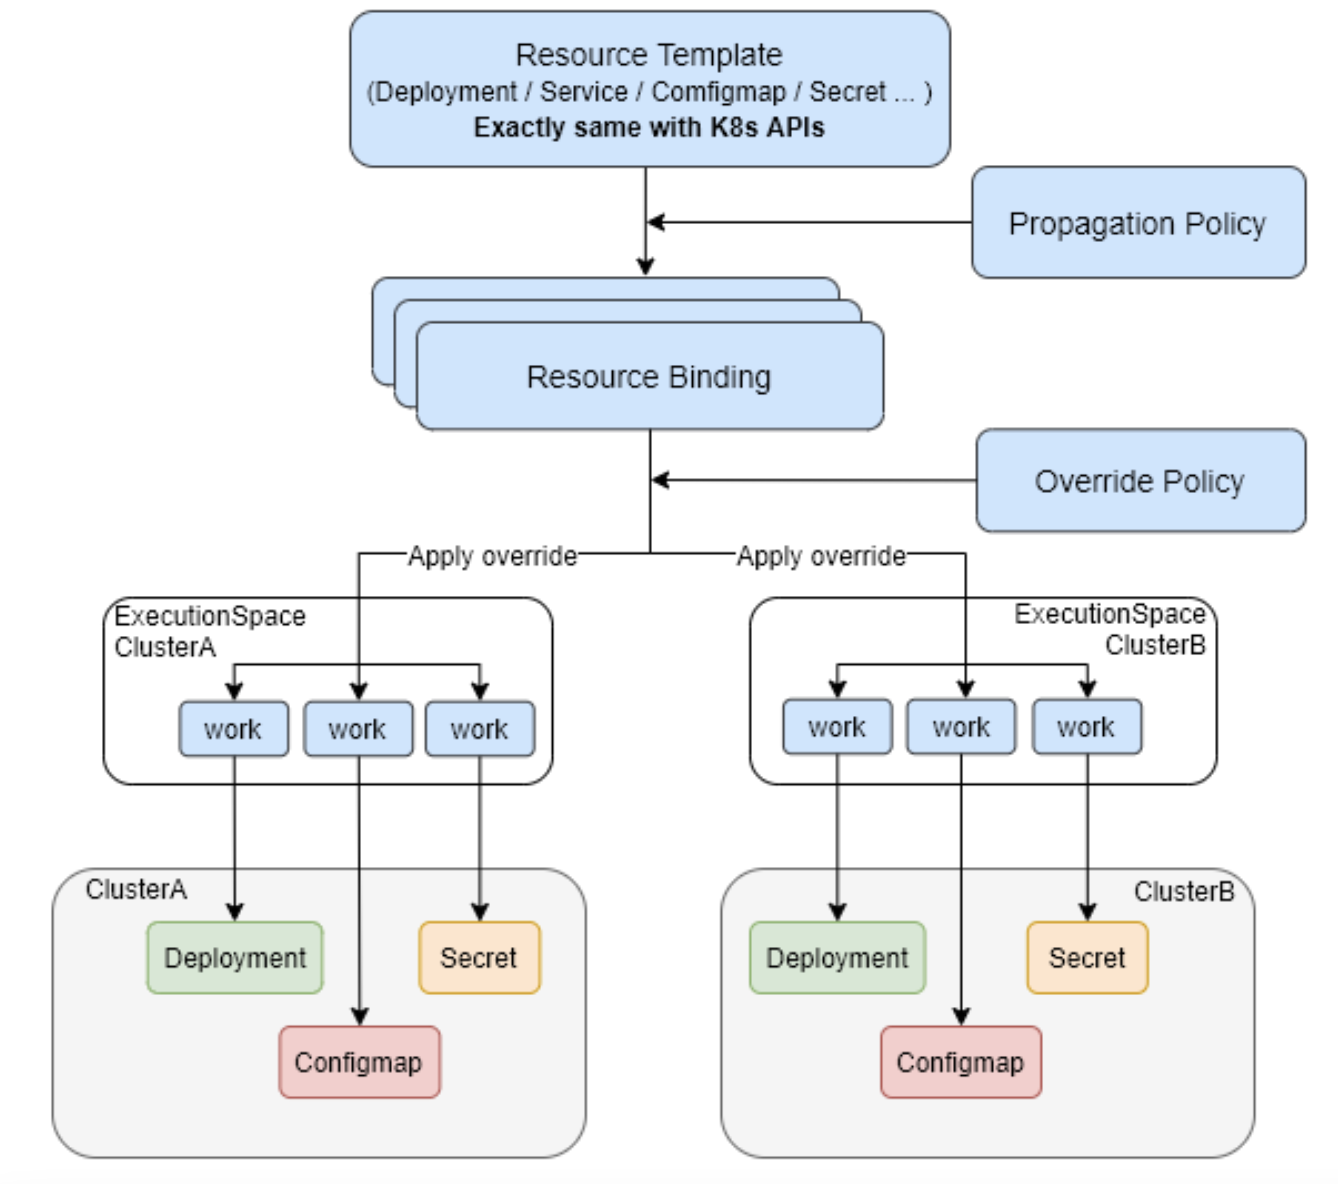 Resource Template
(Deployment / Service / Comfigmap / Secret ... )
Exactly same with K8s APIs
Propagation Policy
Resource Binding
Override Policy
Apply override
Apply override
ExecutionSpace
ClusterA
ExecutionSpace
ClusterB
work
work
work
work
work
work
ClusterA
ClusterB
Deployment
Secret
Deployment
Secret
Configmap
Configmap